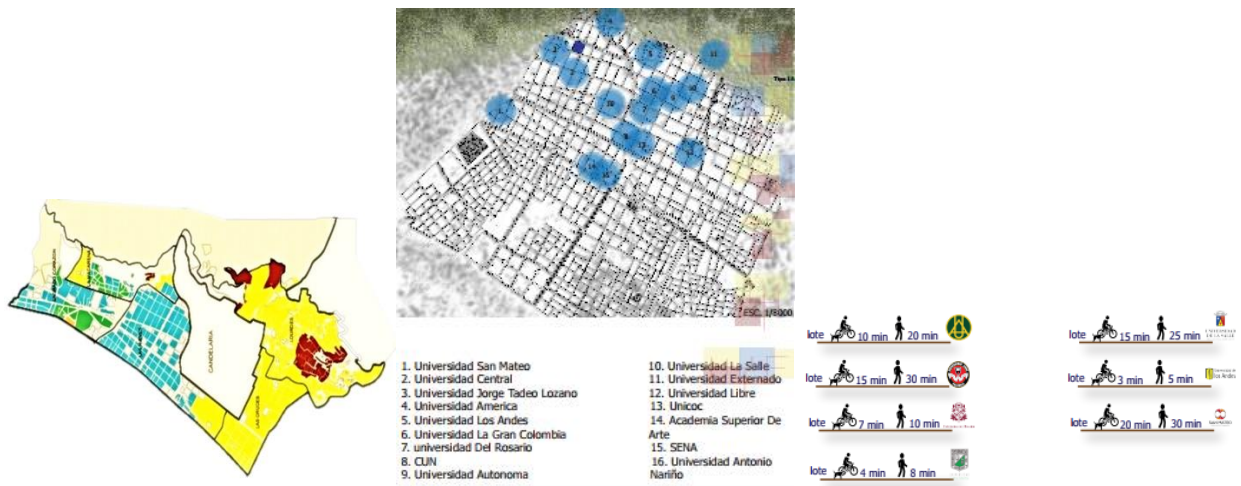 CANDELARIA
LOURDES
LAS CRUCES
ESC. 1/8000
1. Universidad San Mateo
2. Universidad Central
3. Universidad Jorge Tadeo Lozano
4. Universidad America
5. Universidad Los Andes
6. Universidad La Gran Colombia
7. universidad Del Rosario
8. CUN
9. Universidad Autonoma
10. Universidad La Salle
11. Universidad Externado
12. Universidad Libre
13. Unicoc
14. Academia Superior De
Arte
15. SENA
16. Universidad Antonio
Nariño
lote 10 min 20 min
lote 15 min 30 min
lote 7 min 10 min
lote 4 min 8 min
lote 15 min 25 min
lote 3 min 5 min
los Andes
lote 20 min 30 min